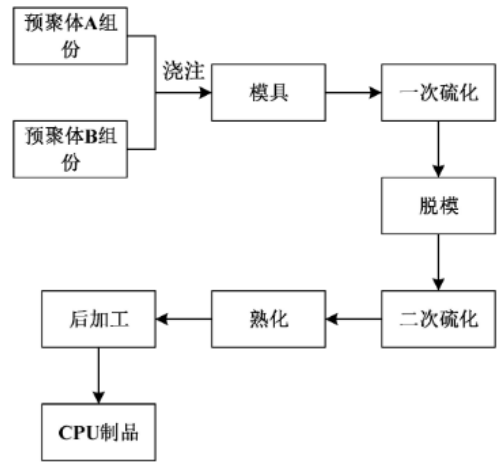 预聚体A组
份
浇注
模具
一次硫化
预聚体B组
份
脱模
后加工
熟化
二次硫化
CPU制品